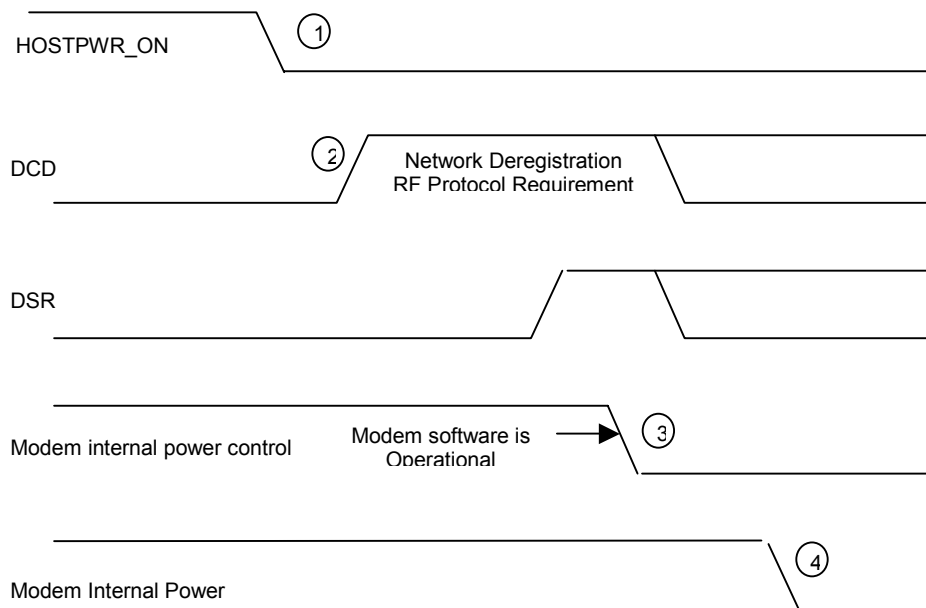 1
HOSTPWR_ON
2
Network Deregistration
DCD
RF Protocol Requirement
DSR
Modem software is
3
Modem internal power control
Operational
4
Modem Internal Power